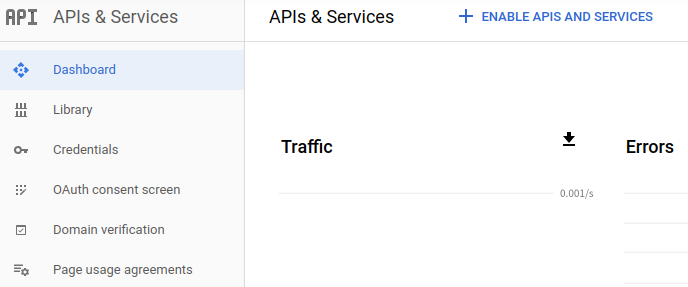 API APIs & Services
Dashboard
Library
Credentials
OAuth consent screen
Domain verification
Page usage agreements
APIs & Services
ENABLE APIS AND SERVICES
Traffic
0.001/s
Errors